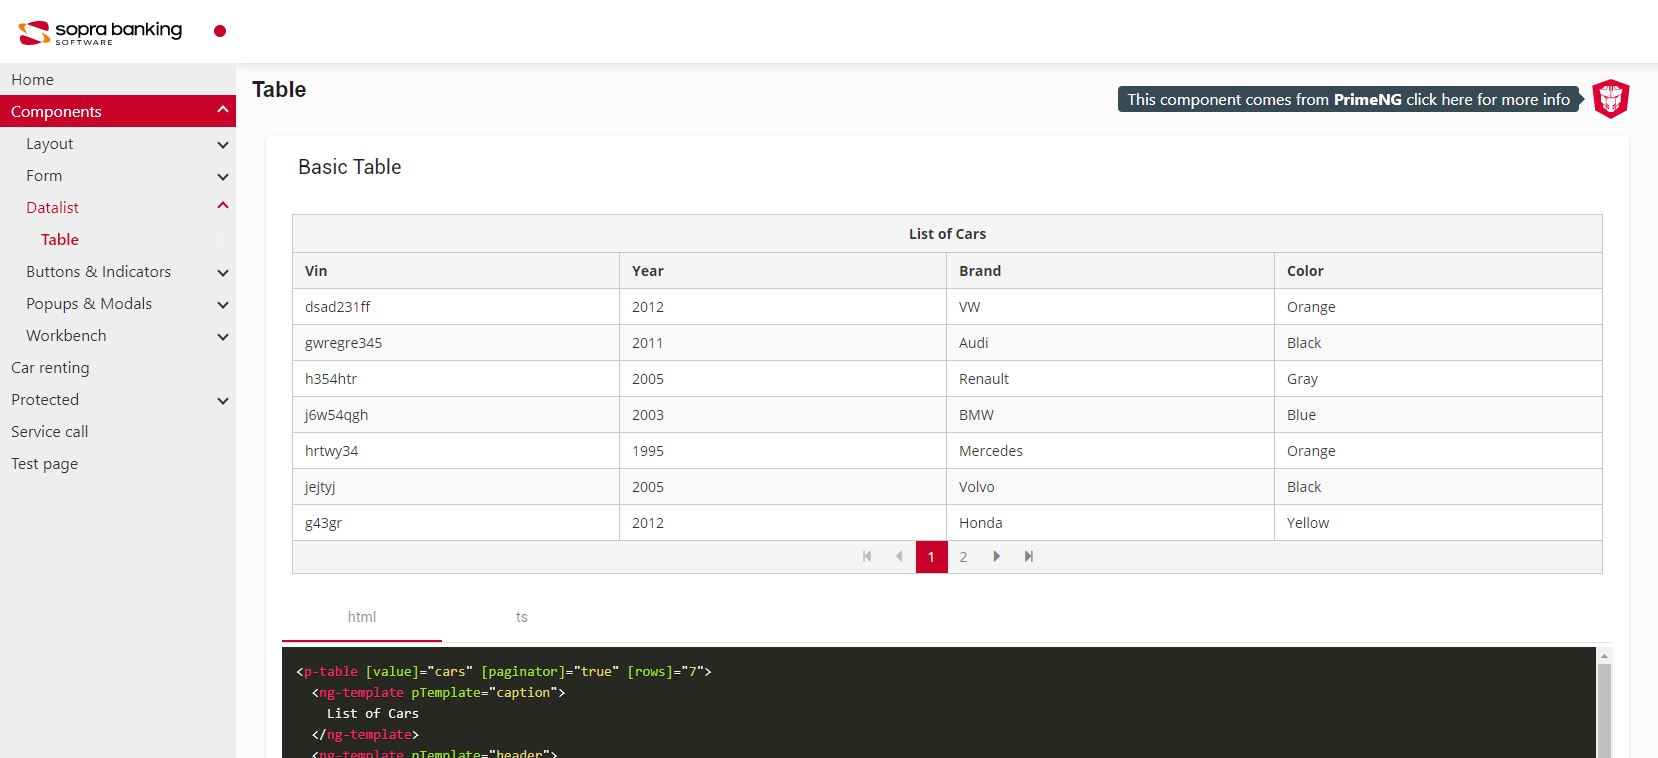 sopra banking
SOFTWARE
Home
Components
Layout
Form
Datalist
Table
Buttons & Indicators
Popups & Modals
Workbench
Car renting
Protected
Service call
Test page
Table
This component comes from PrimeNG click here for more info
Basic Table
List of Cars
Vin Year Brand Color
dsad231ff 2012 VW Orange
gwregre345 2011 Audi Black
h354htr 2005 Renault Gray
j6w54qgh 2003 BMW Blue
hrtwy34 1995 Mercedes Orange
jejtyj 2005 Volvo Black
g43gr 2012 Honda Yellow
1 2
html ts
<p-table [value]="cars" [paginator]="true" [rows]="7">
<ng-template pTemplate="caption">
List of Cars
</ng-template>
<ng-template pTemplate="header">